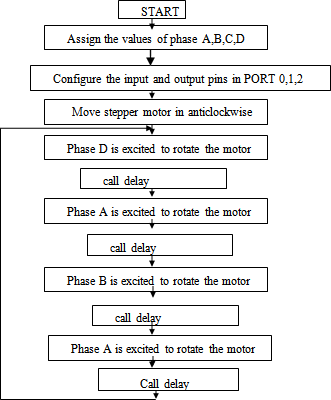 START
Assign the values of phase A,B,C,D
Configure the input and output pins in PORT 0,1,2
Move stepper motor in anticlockwise
Phase D is excited to rotate the motor
call delay
Phase A is excited to rotate the motor
call delay
Phase B is excited to rotate the motor
call delay
Phase A is excited to rotate the motor
Call delay